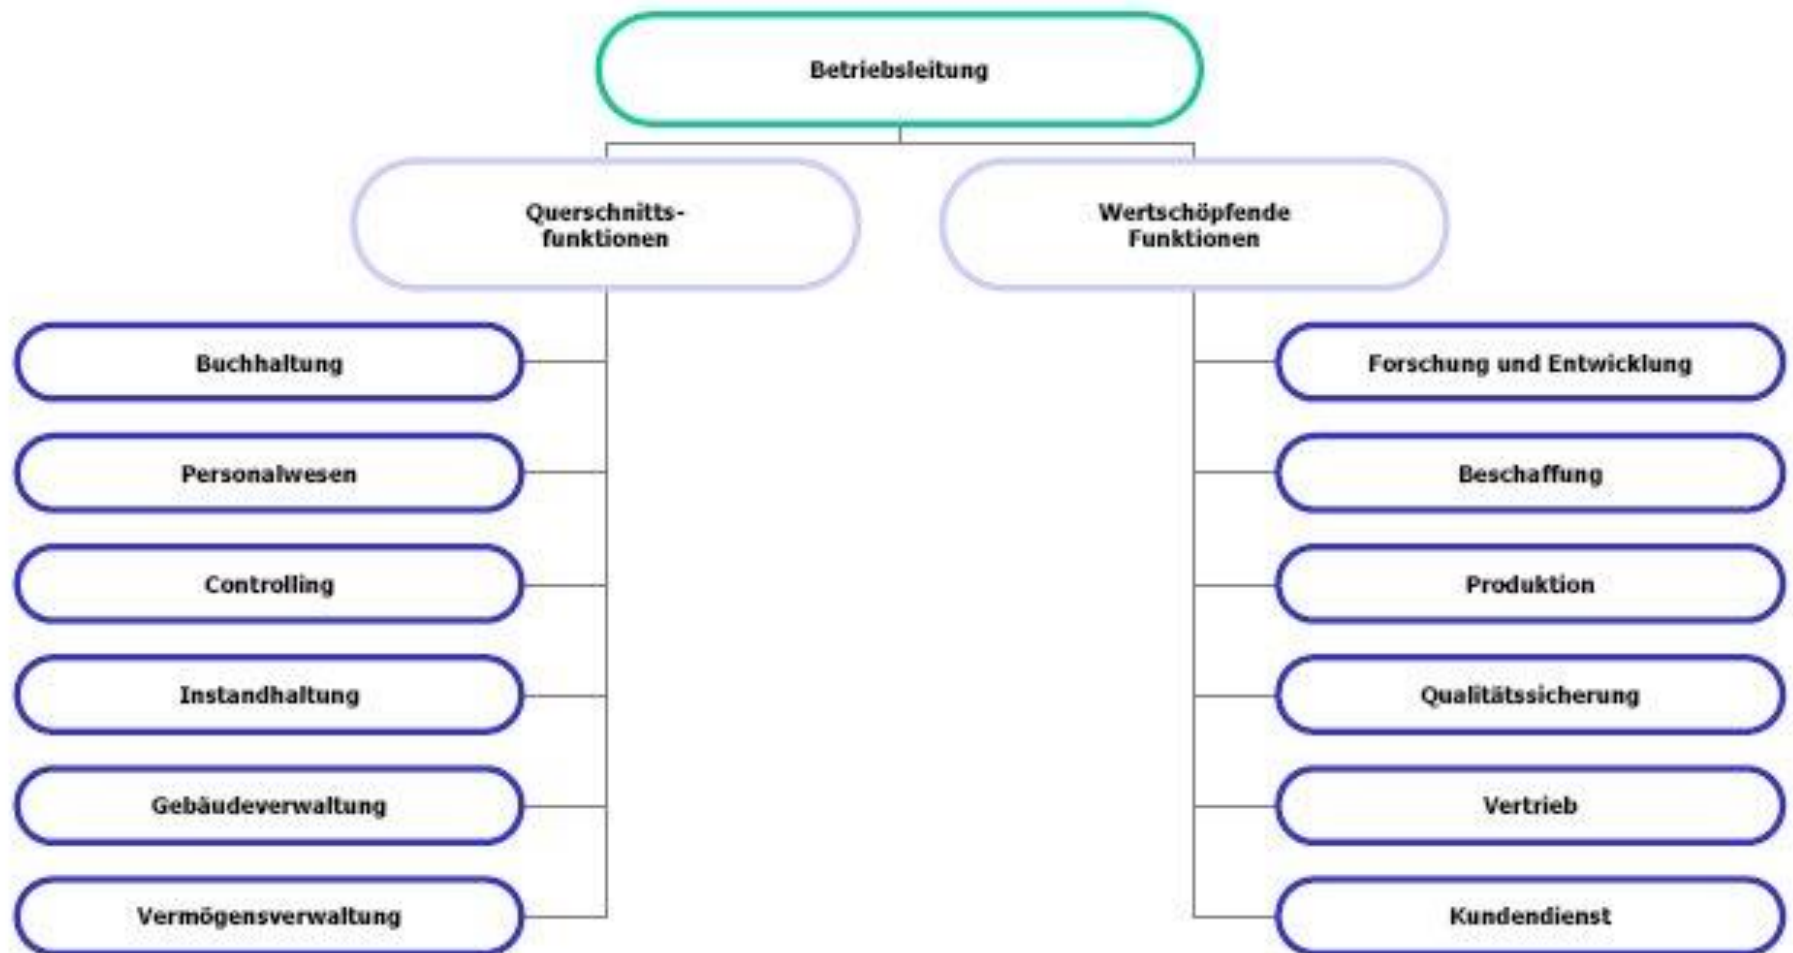 Betriebsleitung
Querschnitts-
funktionen
Wertschöpfende
Funktionen
Buchhaltung
Personalwesen
Controlling
Instandhaltung
Gebäudeverwaltung
Vermögensverwaltung
Forschung und Entwicklung
Beschaffung
Produktion
Qualitätssicherung
Vertrieb
Kundendienst